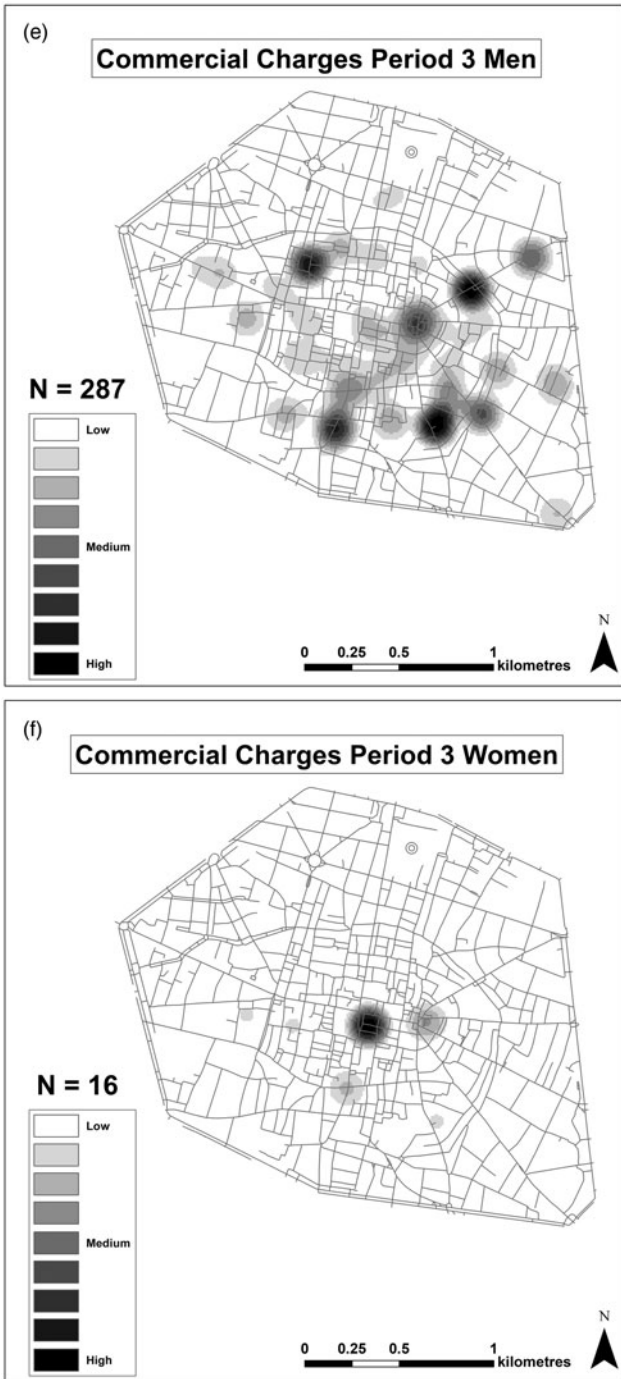 (e)
Commercial Charges Period 3 Men
N = 287
Low
Medium
High
N
0 0.25 0.5 1
kilometres
(f)
Commercial Charges Period 3 Women
N = 16
Low
Medium
High
N
0 0.25 0.5 1
kilometres